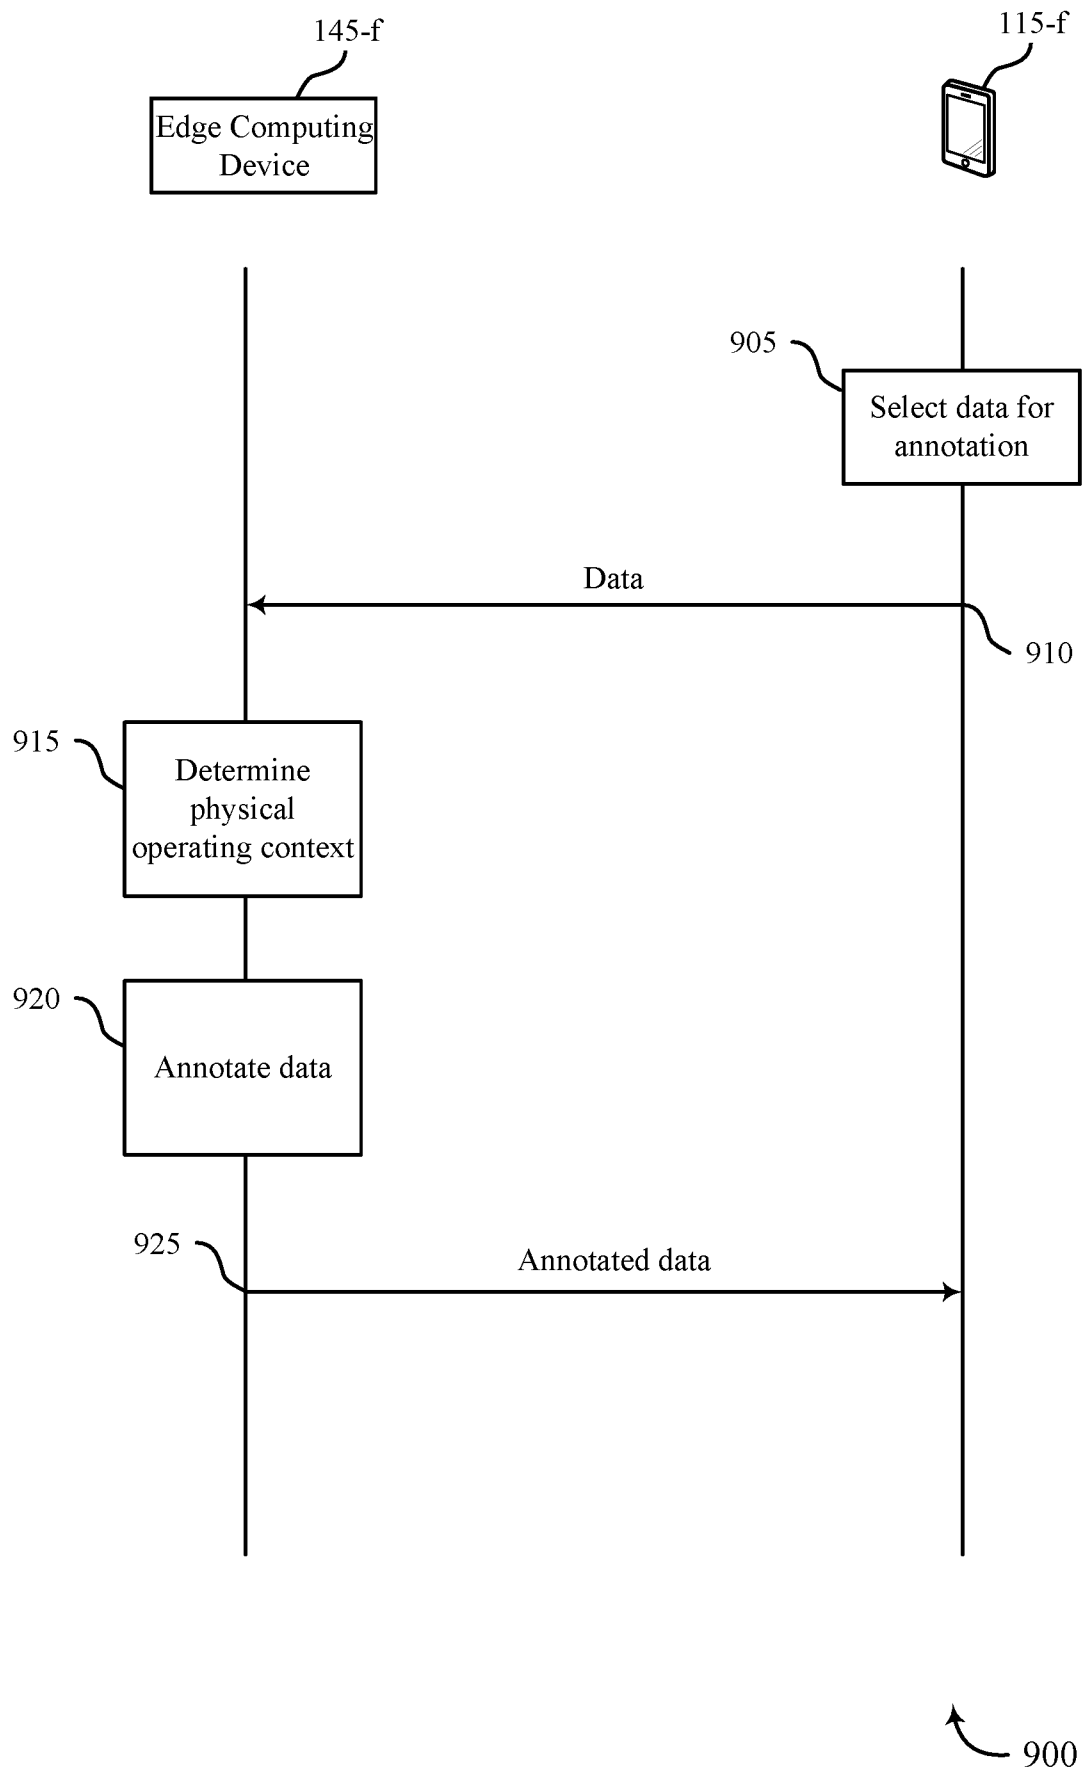 145-f
115-f
Edge Computing
Device
905
Select data for
annotation
Data
910
915
Determine
physical
operating context
920
Annotate data
925
Annotated data
900